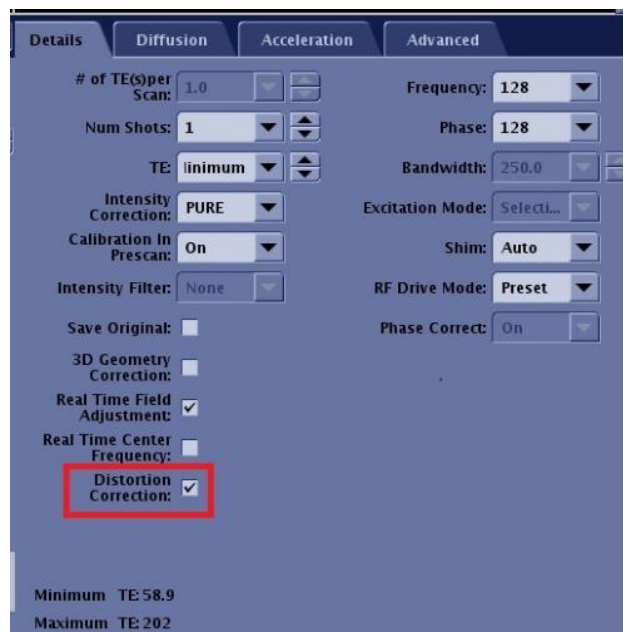 Details Diffusion Acceleration Advanced
# of TE(s)per
Scan: 1.0
Frequency: 128
Num Shots: 1
Phase: 128
TE: linimum
Bandwidth: 250.0
Intensity
Correction: PURE
Excitation Mode: Selecti...
Calibration In
Prescan: On
Shim: Auto
Intensity Filter: None
RF Drive Mode: Preset
Save Original:
Phase Correct: On
3D Geometry
Correction:
Real Time Field
Adjustment:
Real Time Center
Frequency:
Distortion
Correction:
Minimum TE: 58.9
Maximum TE: 202